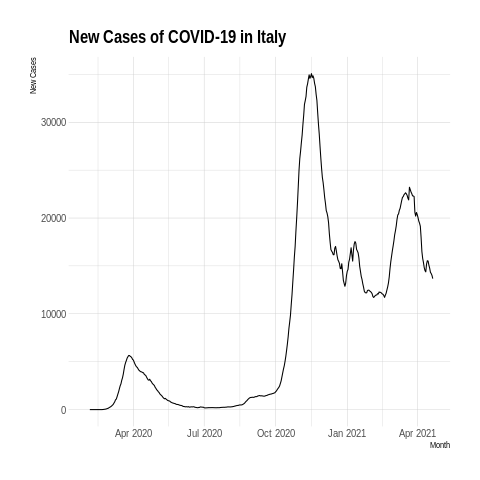 New Cases of COVID-19 in Italy
New Cases
30000
20000
10000
0
Apr 2020 Jul 2020 Oct 2020 Jan 2021 Apr 2021
Month